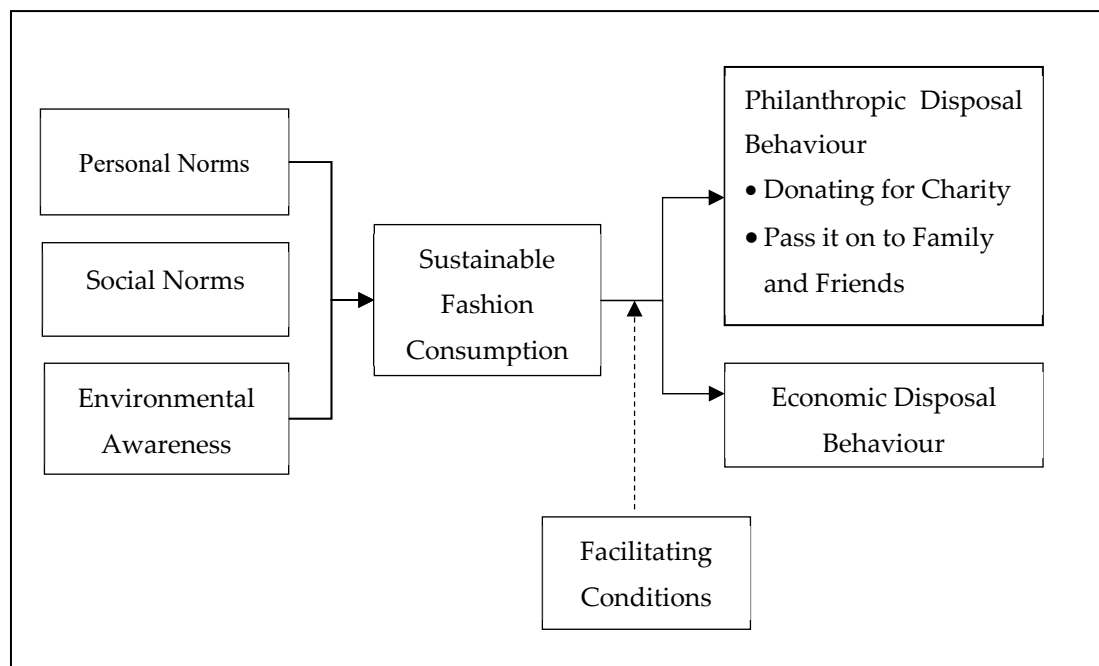 Personal Norms
Social Norms
Environmental
Awareness
Sustainable
Fashion
Consumption
Philanthropic Disposal
Behaviour
• Donating for Charity
• Pass it on to Family
and Friends
Economic Disposal
Behaviour
Facilitating
Conditions